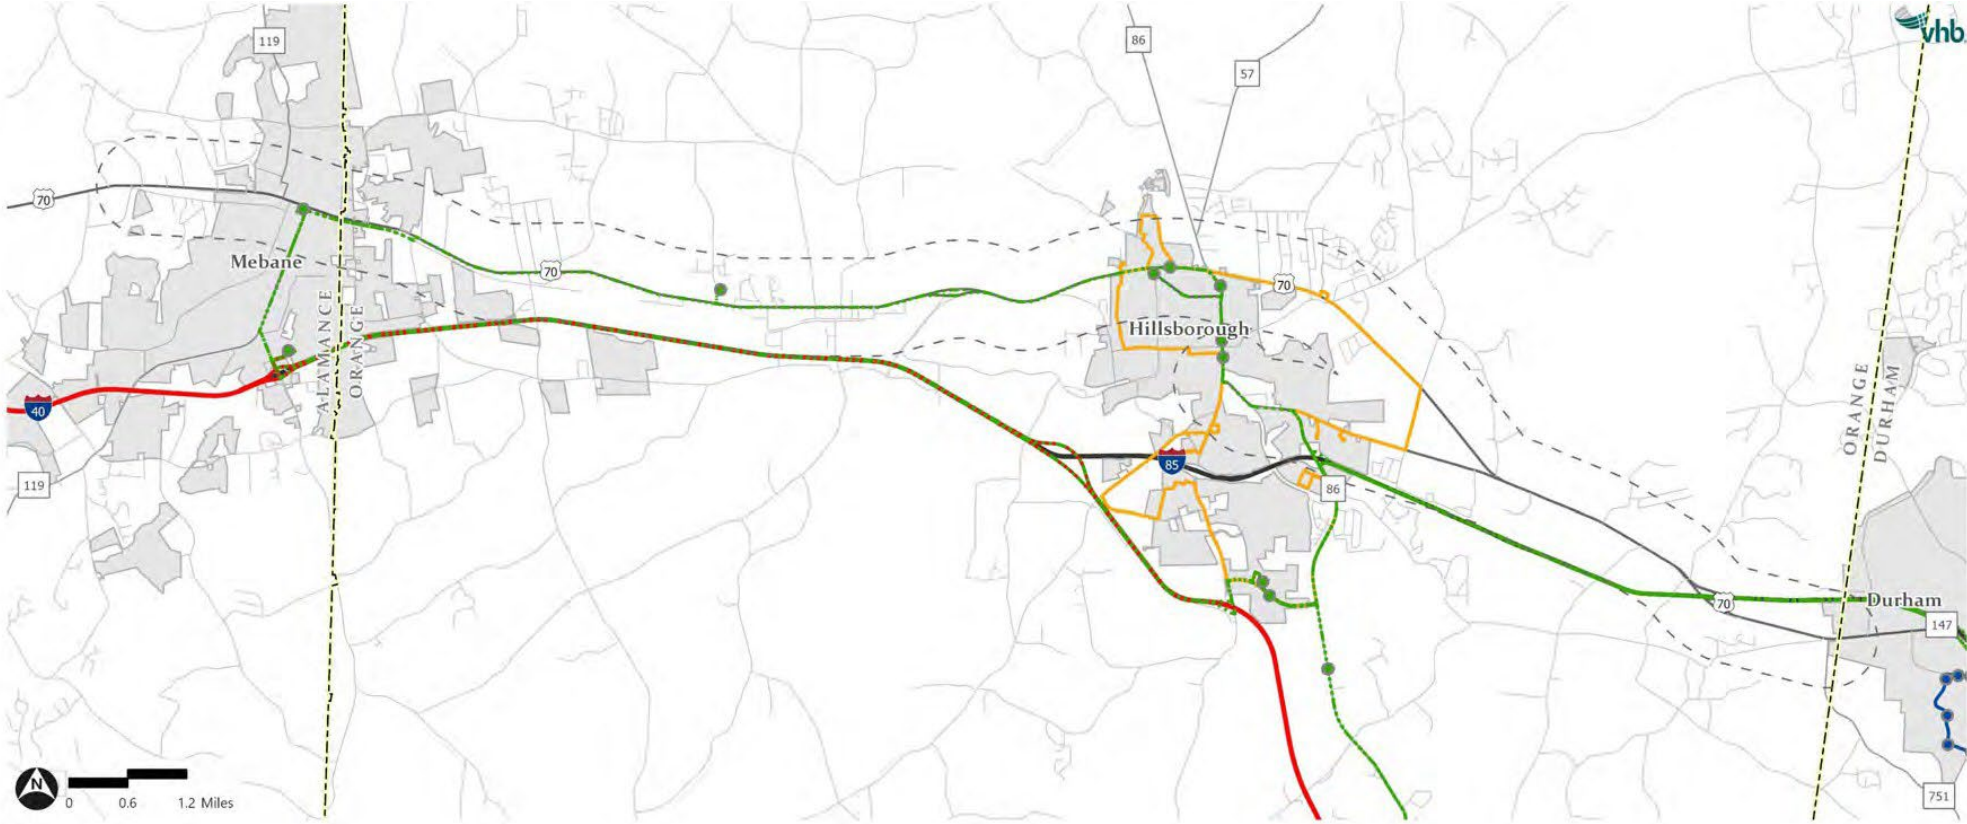 119
86
57
vhb
70
Mebane
70
70
ALAMANCE
ORANGE
Hillsborough
40
85
86
ORANGE
DURHAM
119
70
Durham
147
N
0 0.6 1.2 Miles
751